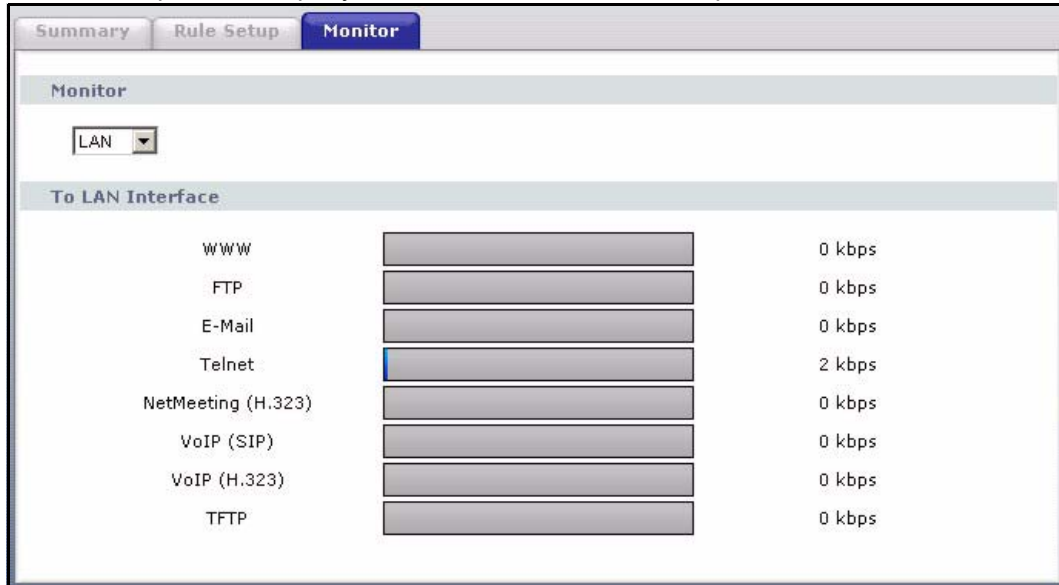 Summary Rule Setup Monitor
Monitor
LAN
To LAN Interface
WWW 0 kbps
FTP 0 kbps
E-Mail 0 kbps
Telnet 2 kbps
NetMeeting (H.323) 0 kbps
VoIP (SIP) 0 kbps
VoIP (H.323) 0 kbps
TFTP 0 kbps